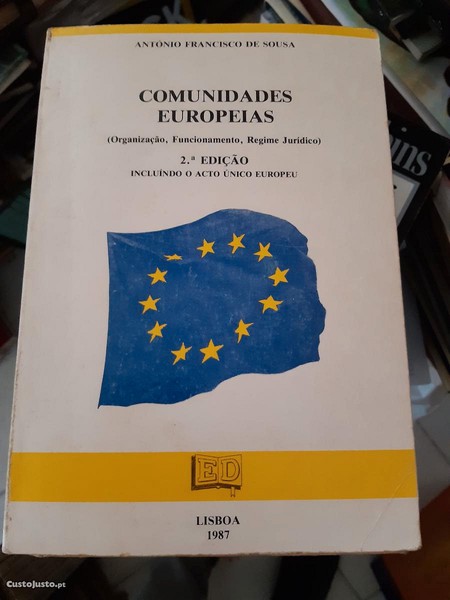 ANTÓNIO FRANCISCO DE SOUSA
COMUNIDADES
EUROPEIAS
(Organização, Funcionamento, Regime Jurídico)
2.ª EDIÇÃO
INCLUÍNDO O ACTO ÚNICO EUROPEU
ED
LISBOA
1987
CustoJusto.pt